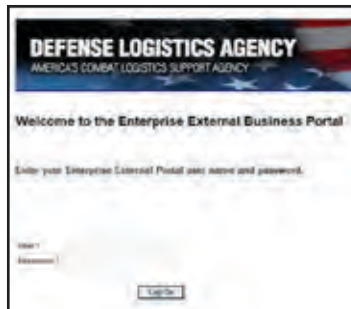 DEFENSE LOGISTICS AGENCY
AMERICA'S COMBAT LOGISTICS SUPPORT AGENCY
Welcome to the Enterprise External Business Portal
Enter your Enterprise External Portal user name and password.
User *
Password *
Log On